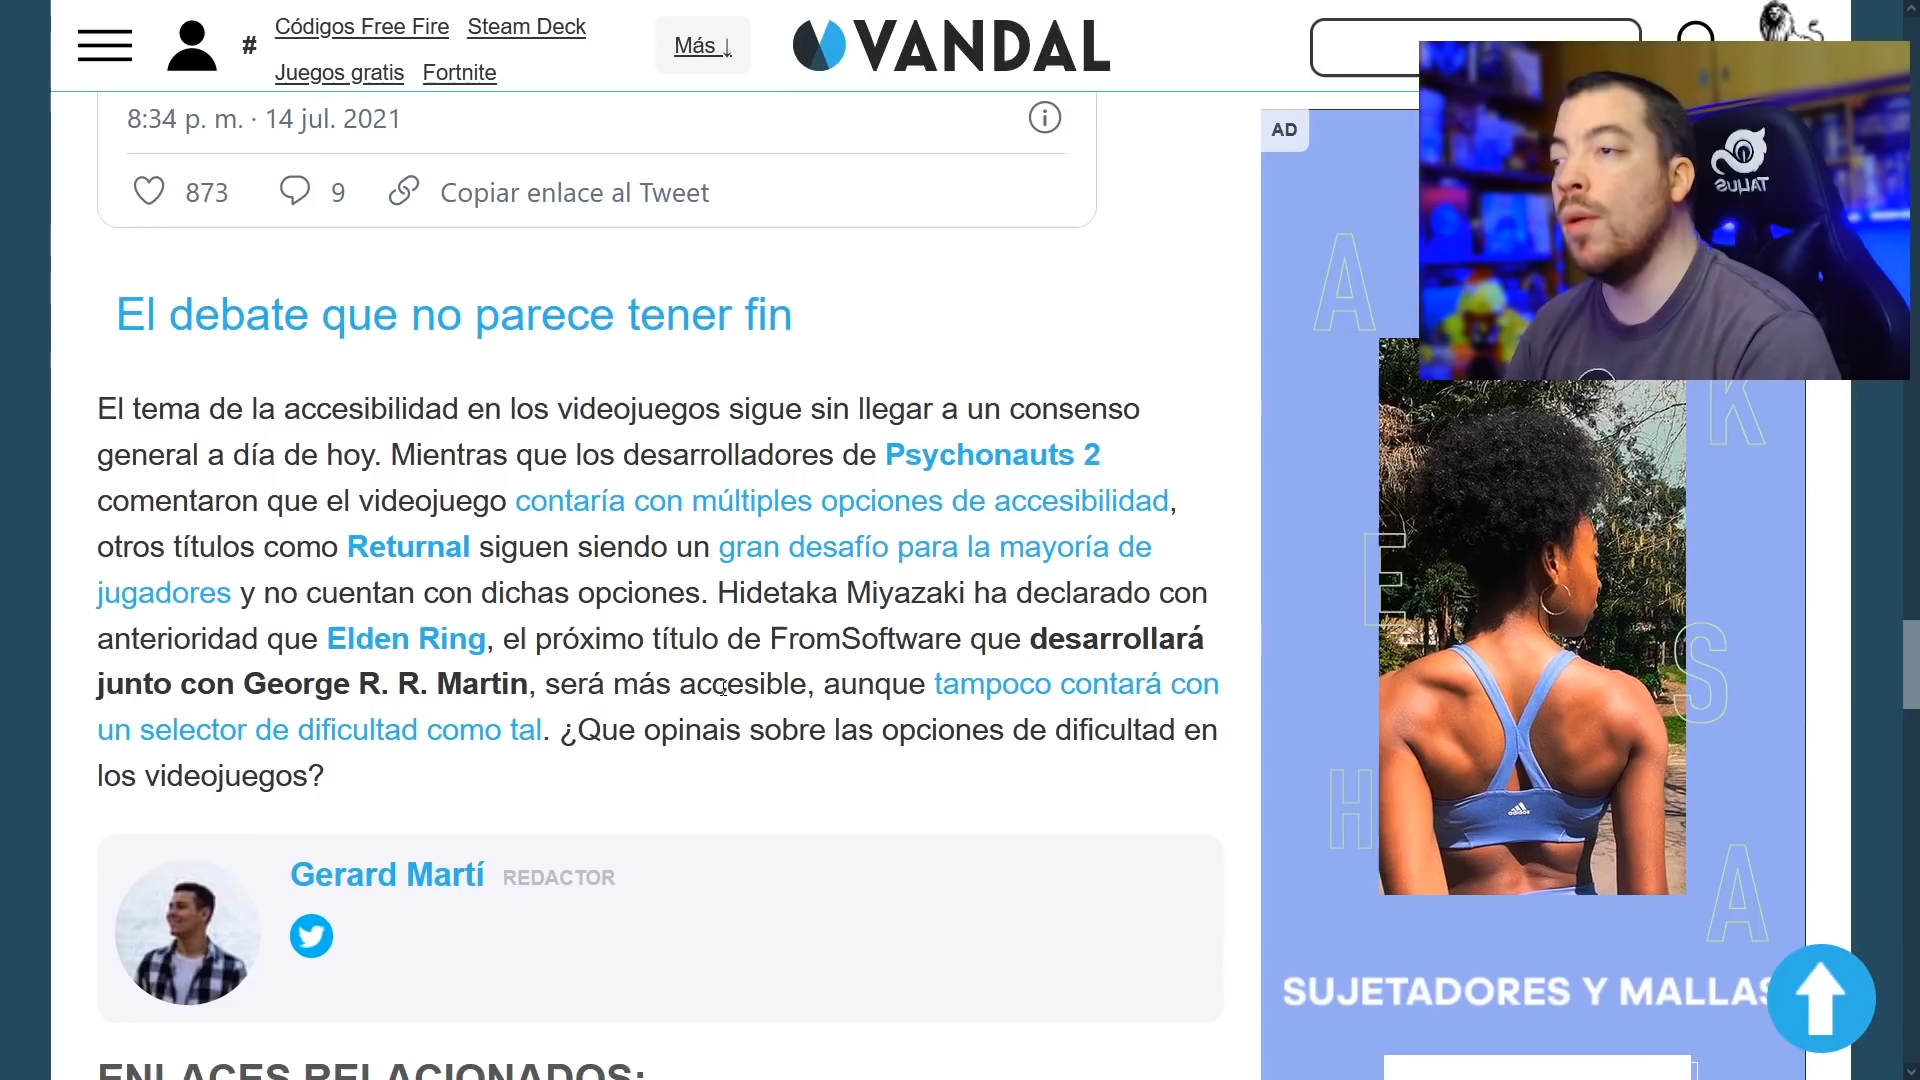 # Códigos Free Fire Steam Deck
Juegos gratis Fortnite
Más ↓
VANDAL
8:34 p. m. · 14 jul. 2021
873 9 Copiar enlace al Tweet
El debate que no parece tener fin
El tema de la accesibilidad en los videojuegos sigue sin llegar a un consenso
general a día de hoy. Mientras que los desarrolladores de Psychonauts 2
comentaron que el videojuego contaría con múltiples opciones de accesibilidad,
otros títulos como Returnal siguen siendo un gran desafío para la mayoría de
jugadores y no cuentan con dichas opciones. Hidetaka Miyazaki ha declarado con
anterioridad que Elden Ring, el próximo título de FromSoftware que desarrollará
junto con George R. R. Martin, será más accesible, aunque tampoco contará con
un selector de dificultad como tal. ¿Que opinais sobre las opciones de dificultad en
los videojuegos?
Gerard Martí REDACTOR
ENLACES RELACIONADOS:
AD
A
K
E
S
H
A
adidas
SUJETADORES Y MALLAS
TALIUS